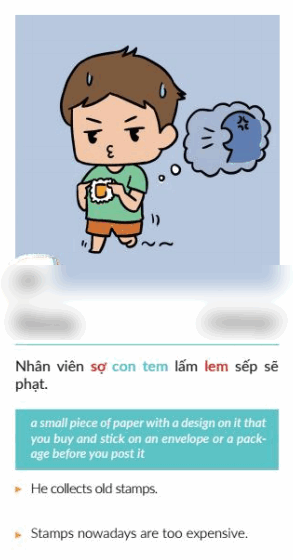 Nhân viên sợ con tem lấm lem sếp sẽ
phạt.
a small piece of paper with a design on it that
you buy and stick on an envelope or a pack-
age before you post it
He collects old stamps.
Stamps nowadays are too expensive.